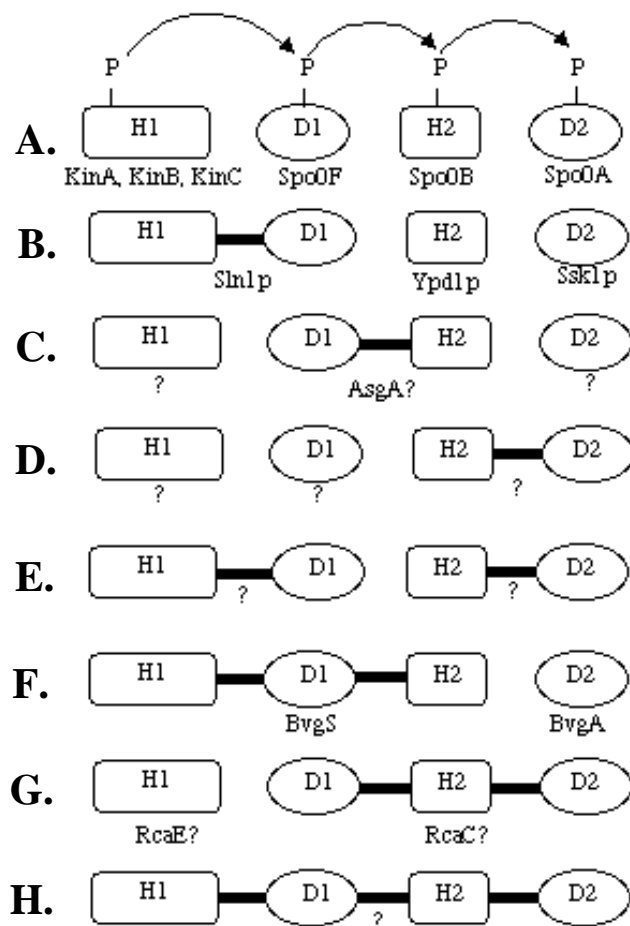 P P P P
A. H1 D1 H2 D2
KinA, KinB, KinC Spo0F Spo0B Spo0A
B. H1 D1 H2 D2
Sln1p Ypd1p Ssk1p
C. H1 D1 H2 D2
? AsgA? ?
D. H1 D1 H2 D2
? ? ?
E. H1 D1 H2 D2
? ?
F. H1 D1 H2 D2
BvgS BvgA
G. H1 D1 H2 D2
RcaE? RcaC?
H. H1 D1 H2 D2
?